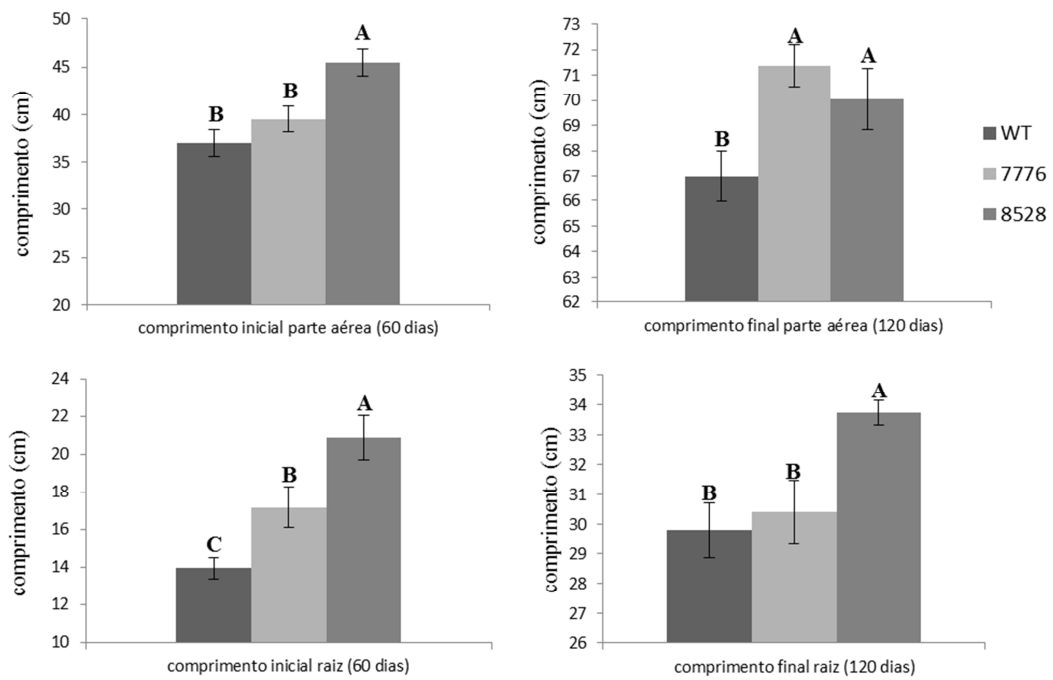 comprimento (cm)
50
45
40
35
30
25
20
B
B
A
comprimento inicial parte aérea (60 dias)
comprimento (cm)
73
72
71
70
69
68
67
66
65
64
63
62
B
A
A
comprimento final parte aérea (120 dias)
WT
7776
8528
comprimento (cm)
24
22
20
18
16
14
12
10
C
B
A
comprimento inicial raiz (60 dias)
comprimento (cm)
35
34
33
32
31
30
29
28
27
26
B
B
A
comprimento final raiz (120 dias)